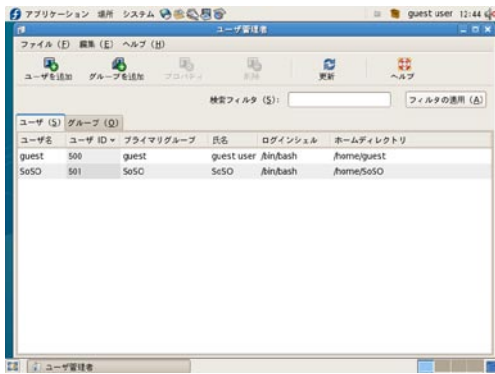 アプリケーション 場所 システム guest user 12:44
ユーザ管理者
ファイル (F) 編集 (E) ヘルプ (H)
ユーザを追加 グループを追加 プロパティ 削除 更新 ヘルプ
検索フィルタ (S): フィルタの適用 (A)
ユーザ (S) グループ (O)
ユーザ名 ユーザ ID プライマリグループ 氏名 ログインシェル ホームディレクトリ
guest 500 guest guest user /bin/bash /home/guest
SoSO 501 SoSO SoSO /bin/bash /home/SoSO
ユーザ管理者